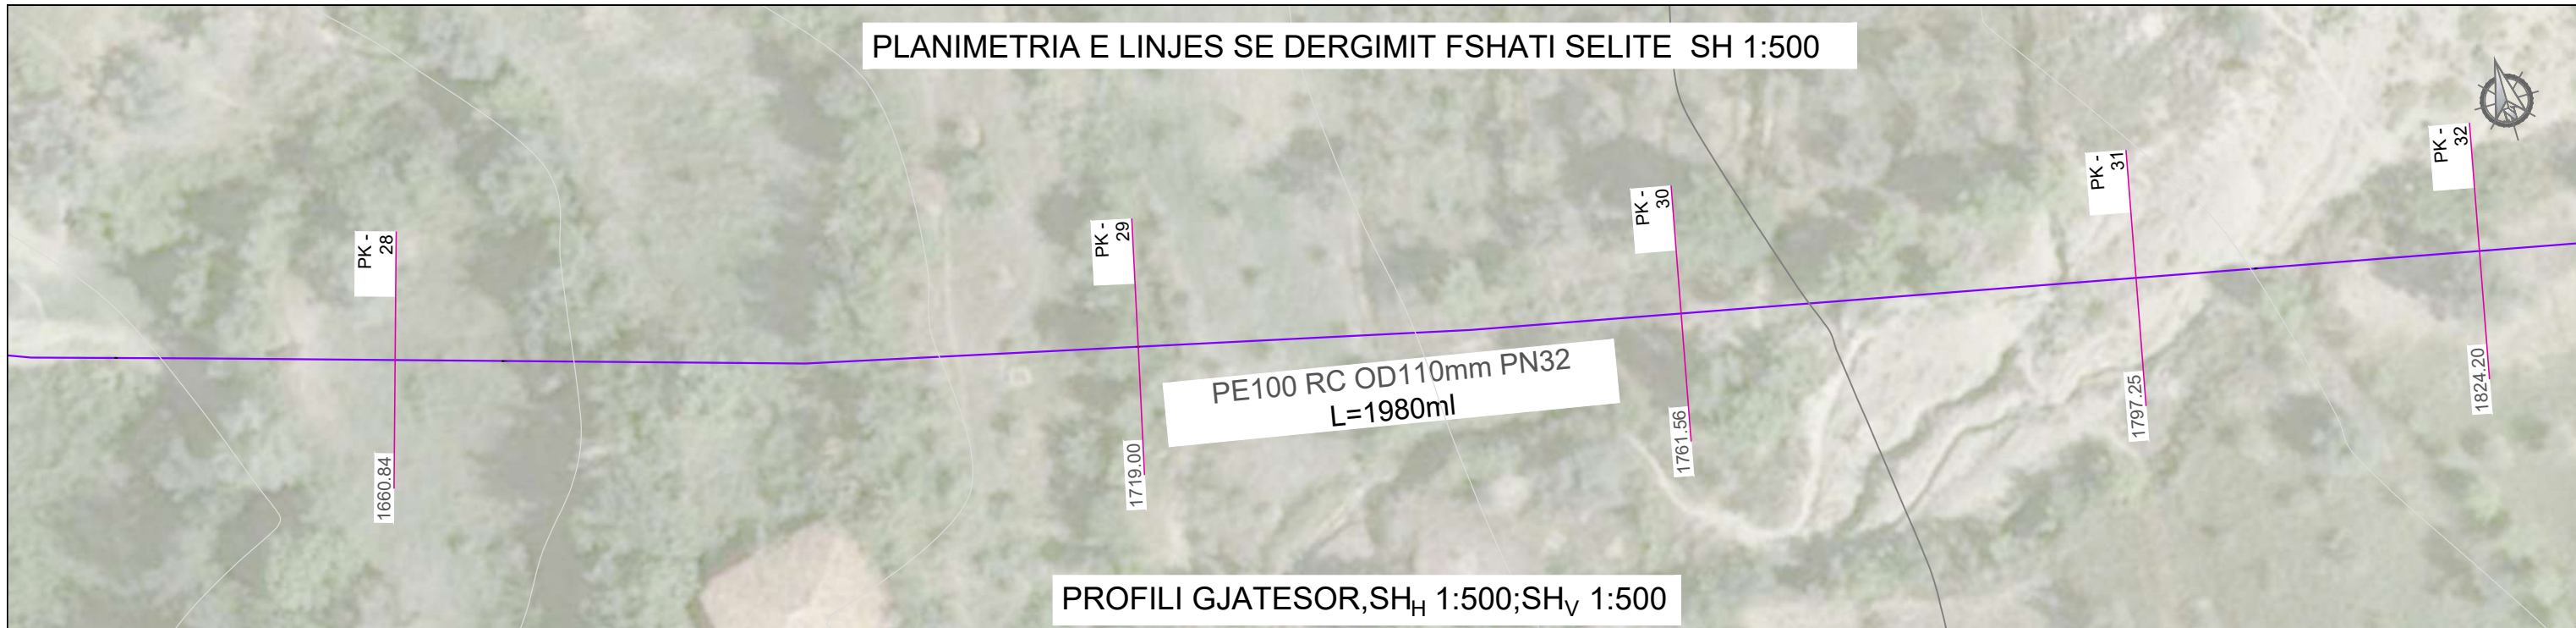 PLANIMETRIA E LINJES SE DERGIMIT FSHATI SELITE SH 1:500
PK -
28
1660.84
PK -
29
1719.00
PE100 RC OD110mm PN32
L=1980ml
PK -
30
1761.56
PK -
31
1797.25
PK -
32
1824.20
PROFILI GJATESOR,SHH 1:500;SHV 1:500